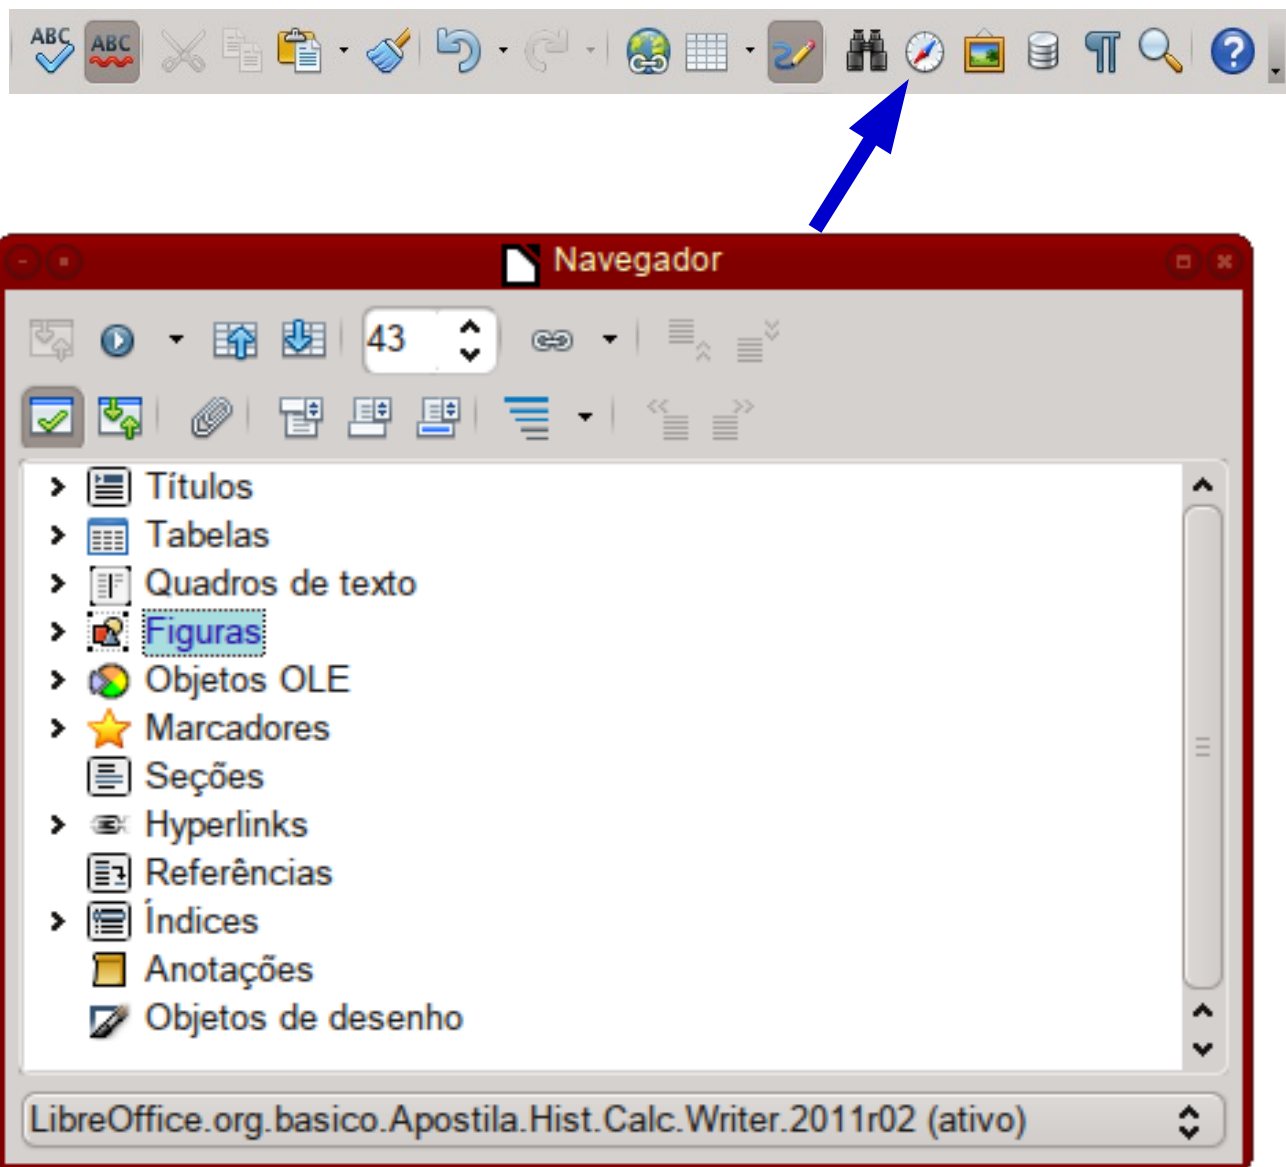 ABC ABC
Navegador
43
Títulos
Tabelas
Quadros de texto
Figuras
Objetos OLE
Marcadores
Seções
Hyperlinks
Referências
Índices
Anotações
Objetos de desenho
LibreOffice.org.basico.Apostila.Hist.Calc.Writer.2011r02 (ativo)